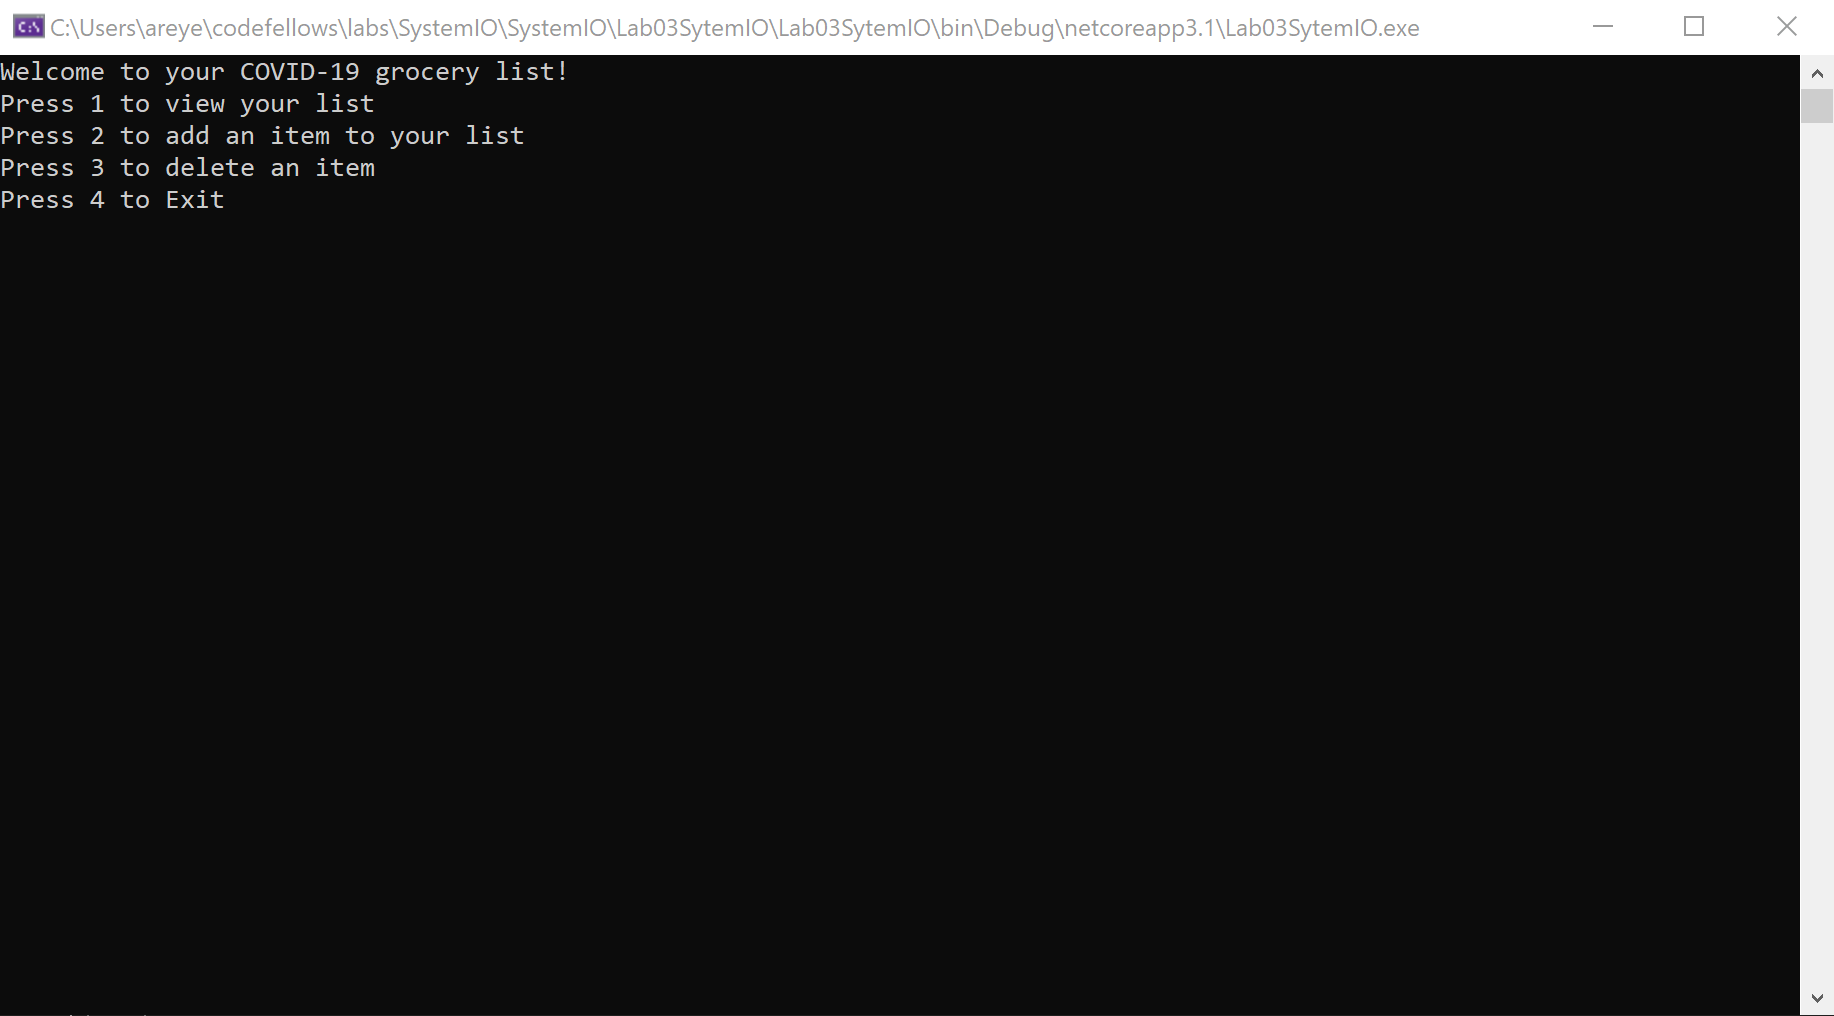 C:\Users\areye\codefellows\labs\SystemIO\SystemIO\Lab03SytemIO\Lab03SytemIO\bin\Debug\netcoreapp3.1\Lab03SytemIO.exe
Welcome to your COVID-19 grocery list!
Press 1 to view your list
Press 2 to add an item to your list
Press 3 to delete an item
Press 4 to Exit